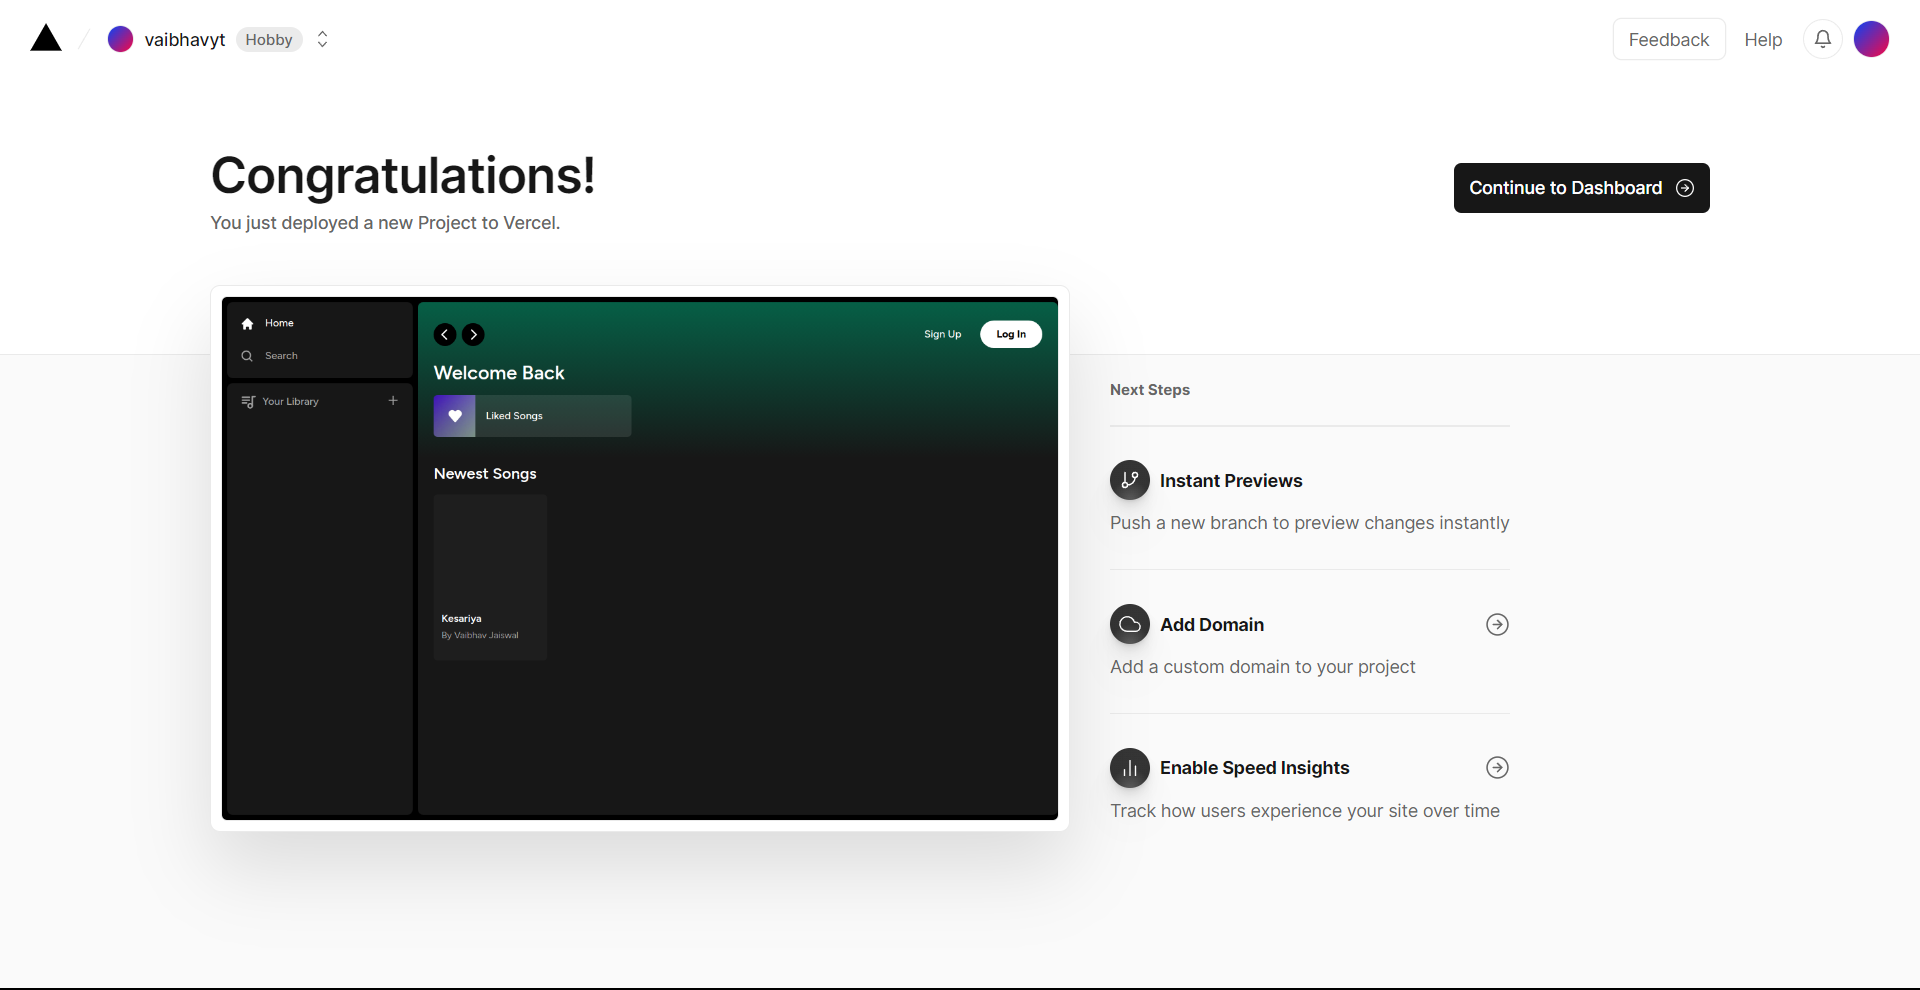 vaibhavyt Hobby
Feedback Help
Congratulations!
You just deployed a new Project to Vercel.
Continue to Dashboard
Home
Search
Your Library
Sign Up Log In
Welcome Back
Liked Songs
Newest Songs
Kesariya
By Vaibhav Jaiswal
Next Steps
Instant Previews
Push a new branch to preview changes instantly
Add Domain
Add a custom domain to your project
Enable Speed Insights
Track how users experience your site over time